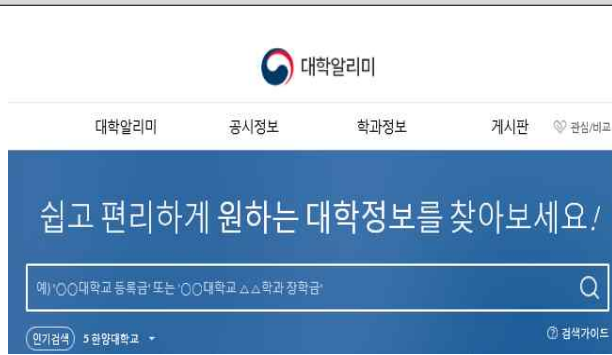 대학알리미
대학알리미 공시정보 학과정보 게시판 관심/비교
쉽고 편리하게 원하는 대학정보를 찾아보세요!
예) '○○대학교 등록금' 또는 '○○대학교 △△학과 장학금'
인기검색 5 한양대학교 검색가이드